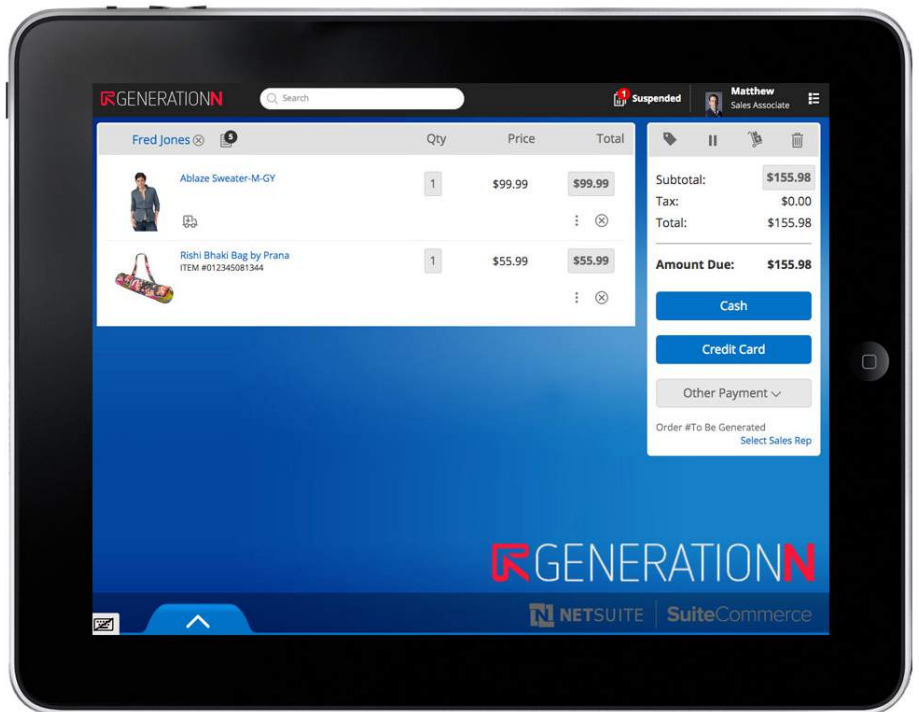 RGENERATIONN
Search
1
Suspended
Matthew
Sales Associate
Fred Jones
5
Qty
Price
Total
Ablaze Sweater-M-GY
1
$99.99
$99.99
Rishi Bhaki Bag by Prana
ITEM #012345081344
1
$55.99
$55.99
Subtotal:
$155.98
Tax:
$0.00
Total:
$155.98
Amount Due:
$155.98
Cash
Credit Card
Other Payment
Order #To Be Generated
Select Sales Rep
RGENERATIONN
N NETSUITE
SuiteCommerce